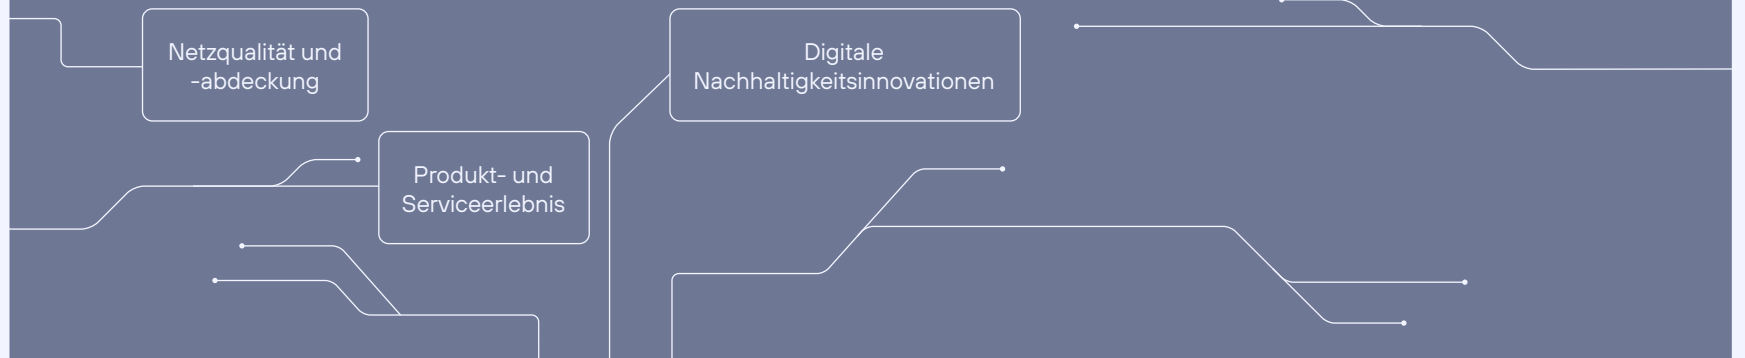 Netzqualität und
-abdeckung
Digitale
Nachhaltigkeitsinnovationen
Produkt- und
Serviceerlebnis